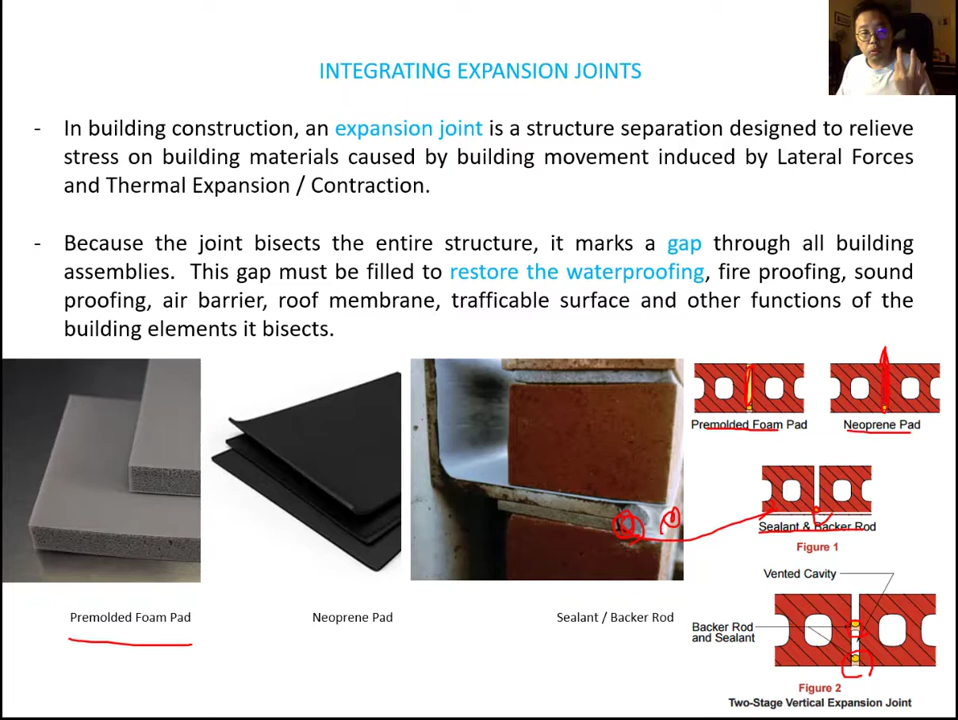 INTEGRATING EXPANSION JOINTS
- In building construction, an expansion joint is a structure separation designed to relieve
stress on building materials caused by building movement induced by Lateral Forces
and Thermal Expansion / Contraction.
- Because the joint bisects the entire structure, it marks a gap through all building
assemblies. This gap must be filled to restore the waterproofing, fire proofing, sound
proofing, air barrier, roof membrane, trafficable surface and other functions of the
building elements it bisects.
Premolded Foam Pad
Neoprene Pad
Sealant & Backer Rod
Figure 1
Vented Cavity
Premolded Foam Pad
Neoprene Pad
Sealant / Backer Rod
Backer Rod
and Sealant
Figure 2
Two-Stage Vertical Expansion Joint